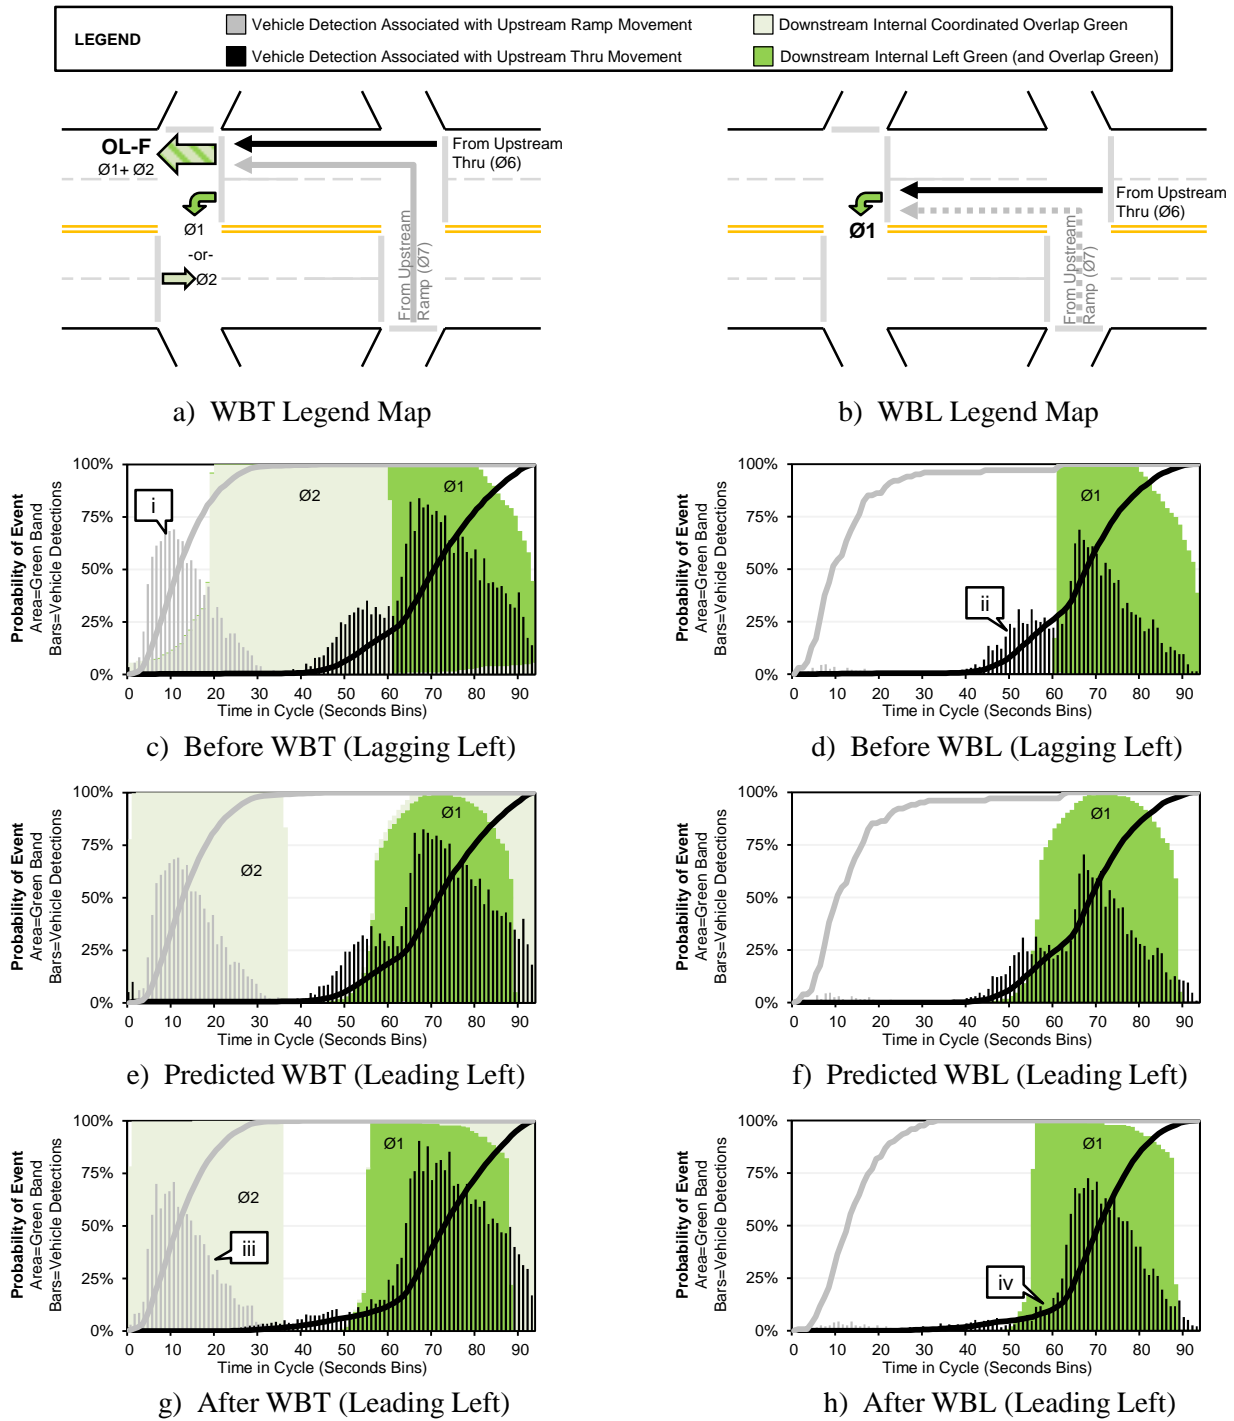 LEGEND
Vehicle Detection Associated with Upstream Ramp Movement
Downstream Internal Coordinated Overlap Green
Vehicle Detection Associated with Upstream Thru Movement
Downstream Internal Left Green (and Overlap Green)
OL-F
Ø1+ Ø2
From Upstream
Thru (Ø6)
Ø1
-or-
Ø2
From Upstream
Ramp (Ø7)
From Upstream
Thru (Ø6)
Ø1
From Upstream
Ramp (Ø7)
a) WBT Legend Map
b) WBL Legend Map
Probability of Event
Area=Green Band
Bars=Vehicle Detections
100%
75%
50%
25%
0%
i
Ø2
Ø1
0 10 20 30 40 50 60 70 80 90
Time in Cycle (Seconds Bins)
c) Before WBT (Lagging Left)
Probability of Event
Area=Green Band
Bars=Vehicle Detections
100%
75%
50%
25%
0%
ii
Ø1
0 10 20 30 40 50 60 70 80 90
Time in Cycle (Seconds Bins)
d) Before WBL (Lagging Left)
Probability of Event
Area=Green Band
Bars=Vehicle Detections
100%
75%
50%
25%
0%
Ø2
Ø1
0 10 20 30 40 50 60 70 80 90
Time in Cycle (Seconds Bins)
e) Predicted WBT (Leading Left)
Probability of Event
Area=Green Band
Bars=Vehicle Detections
100%
75%
50%
25%
0%
Ø1
0 10 20 30 40 50 60 70 80 90
Time in Cycle (Seconds Bins)
f) Predicted WBL (Leading Left)
Probability of Event
Area=Green Band
Bars=Vehicle Detections
100%
75%
50%
25%
0%
Ø2
iii
Ø1
0 10 20 30 40 50 60 70 80 90
Time in Cycle (Seconds Bins)
g) After WBT (Leading Left)
Probability of Event
Area=Green Band
Bars=Vehicle Detections
100%
75%
50%
25%
0%
iv
Ø1
0 10 20 30 40 50 60 70 80 90
Time in Cycle (Seconds Bins)
h) After WBL (Leading Left)